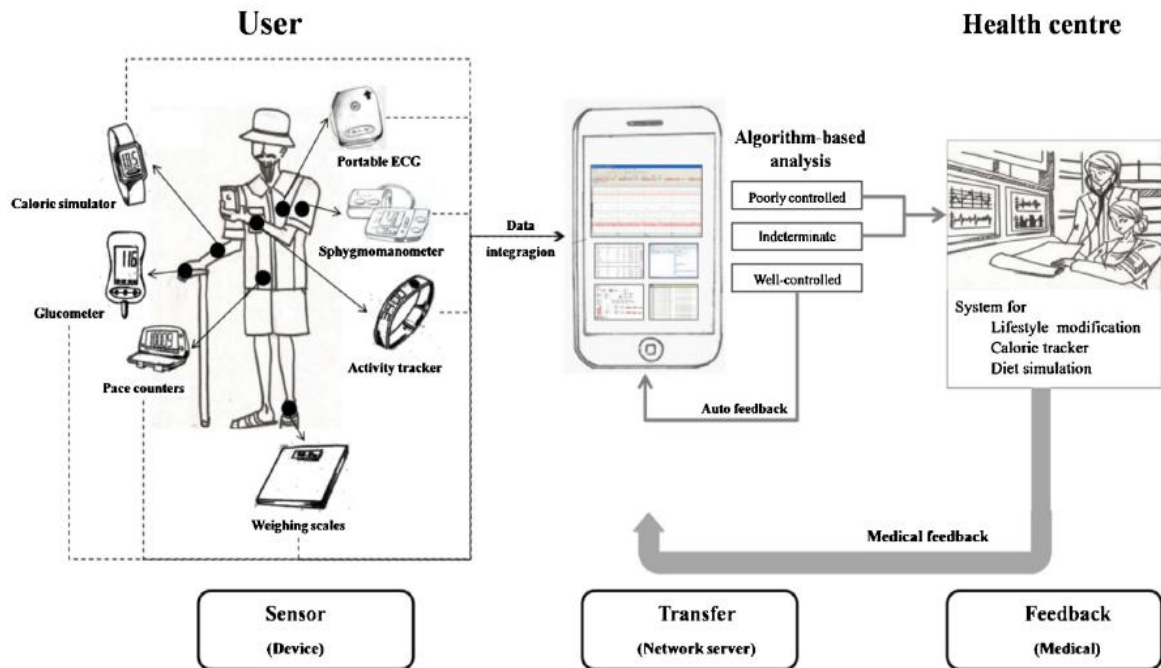 User
Health centre
Portable ECG
Caloric simulator
Sphygmomanometer
Glucometer
116
Activity tracker
Pace counters
Weighing scales
Data
integragion
Algorithm-based
analysis
Poorly controlled
Indeterminate
Well-controlled
Auto feedback
System for
Lifestyle modification
Caloric tracker
Diet simulation
Medical feedback
Sensor
(Device)
Transfer
(Network server)
Feedback
(Medical)